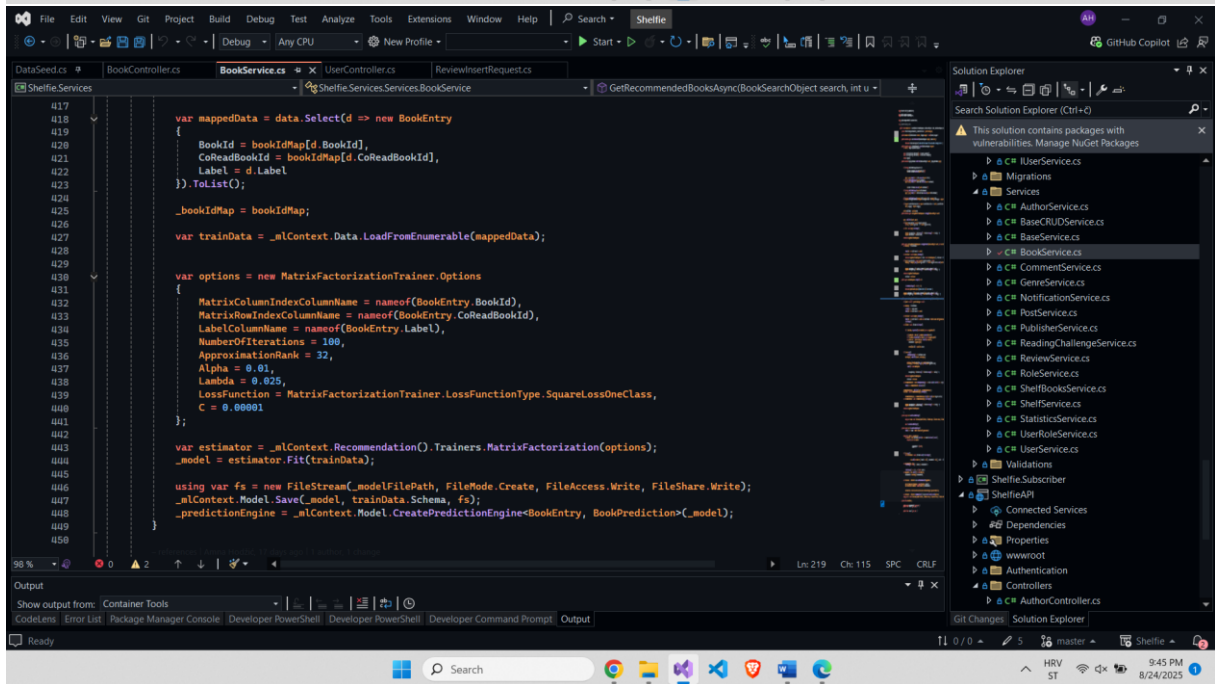 File Edit View Git Project Build Debug Test Analyze Tools Extensions Window Help Search Shelfie AH
Debug Any CPU New Profile Start GitHub Copilot
DataSeed.cs BookController.cs BookService.cs UserController.cs ReviewInsertRequest.cs
Shelfie.Services Shelfie.Services.Services.BookService GetRecommendedBooksAsync(BookSearchObject search, int u
417
418 var mappedData = data.Select(d => new BookEntry
419 {
420 BookId = bookIdMap[d.BookId],
421 CoReadBookId = bookIdMap[d.CoReadBookId],
422 Label = d.Label
423 }).ToList();
424
425 _bookIdMap = bookIdMap;
426
427 var trainData = _mlContext.Data.LoadFromEnumerable(mappedData);
428
429
430 var options = new MatrixFactorizationTrainer.Options
431 {
432 MatrixColumnIndexColumnName = nameof(BookEntry.BookId),
433 MatrixRowIndexColumnName = nameof(BookEntry.CoReadBookId),
434 LabelColumnName = nameof(BookEntry.Label),
435 NumberOfIterations = 100,
436 ApproximationRank = 32,
437 Alpha = 0.01,
438 Lambda = 0.025,
439 LossFunction = MatrixFactorizationTrainer.LossFunctionType.SquareLossOneClass,
440 C = 0.00001
441 };
442
443 var estimator = _mlContext.Recommendation().Trainers.MatrixFactorization(options);
444 _model = estimator.Fit(trainData);
445
446 using var fs = new FileStream(_modelFilePath, FileMode.Create, FileAccess.Write, FileShare.Write);
447 _mlContext.Model.Save(_model, trainData.Schema, fs);
448 _predictionEngine = _mlContext.Model.CreatePredictionEngine<BookEntry, BookPrediction>(_model);
449 }
450
98 % 0 2 Ln: 219 Ch: 115 SPC CRLF
Output
Show output from: Container Tools
CodeLens Error List Package Manager Console Developer PowerShell Developer PowerShell Developer Command Prompt Output
Solution Explorer
Search Solution Explorer (Ctrl+č)
This solution contains packages with
vulnerabilities. Manage NuGet Packages
C# IUserService.cs
Migrations
Services
C# AuthorService.cs
C# BaseCRUDService.cs
C# BaseService.cs
C# BookService.cs
C# CommentService.cs
C# GenreService.cs
C# NotificationService.cs
C# PostService.cs
C# PublisherService.cs
C# ReadingChallengeService.cs
C# ReviewService.cs
C# RoleService.cs
C# ShelfBooksService.cs
C# ShelfService.cs
C# StatisticsService.cs
C# UserRoleService.cs
C# UserService.cs
Validations
Shelfie.Subscriber
ShelfieAPI
Connected Services
Dependencies
Properties
wwwroot
Authentication
Controllers
C# AuthorController.cs
Git Changes Solution Explorer
Ready 0 / 0 5 master Shelfie
Search HRV 9:45 PM
ST 8/24/2025 1